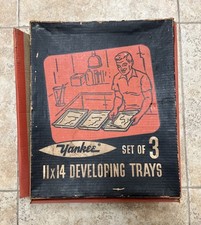 Yankee
SET OF 3
11x14 DEVELOPING TRAYS